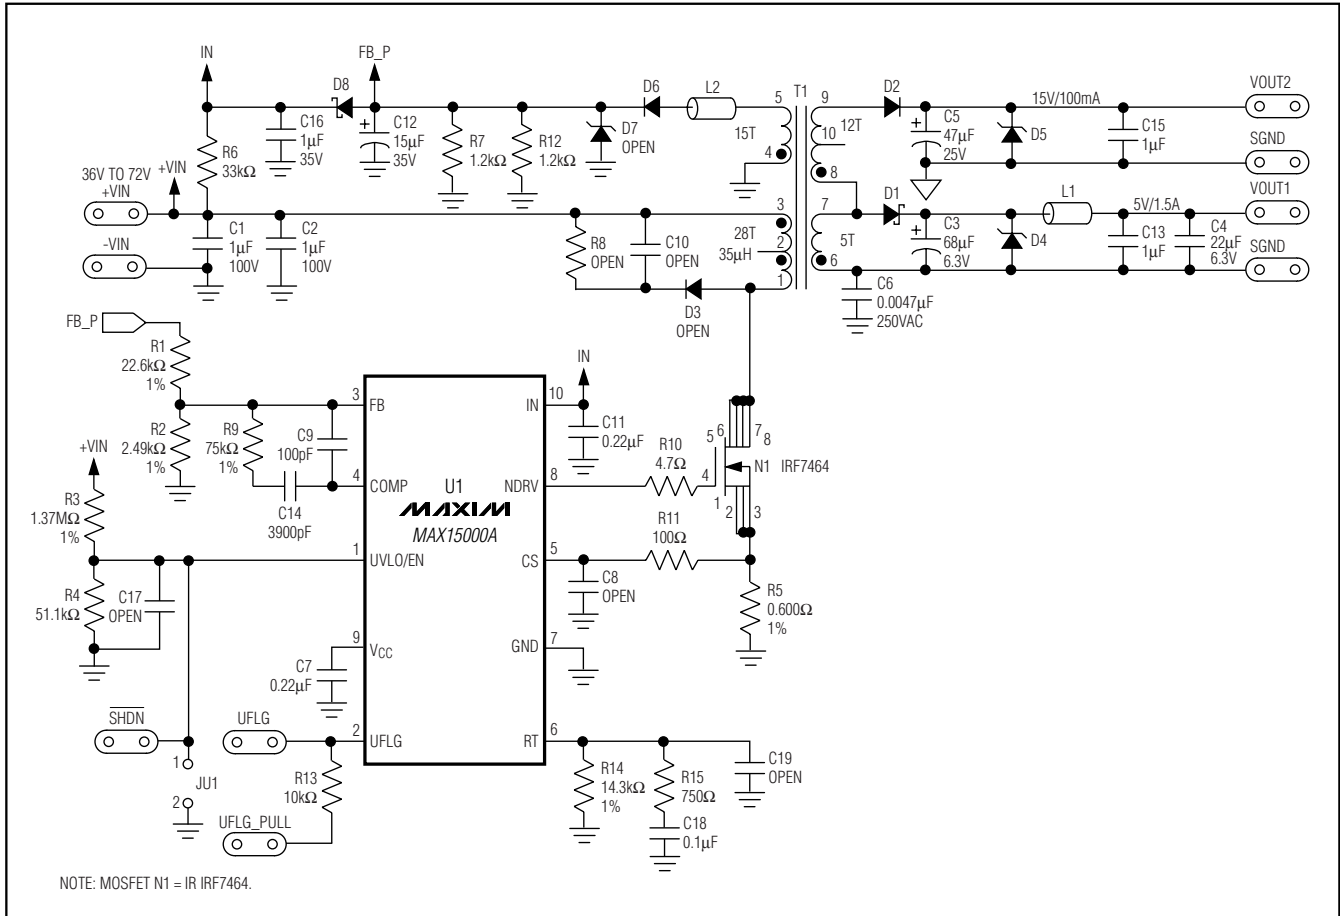 IN
FB_P
D8
C16
1µF
35V
C12
15µF
35V
R7
1.2kΩ
R12
1.2kΩ
D7
OPEN
D6
L2
T1
5
15T
4
9
12T
10
8
D2
C5
47µF
25V
15V/100mA
D5
C15
1µF
VOUT2
SGND
R6
33kΩ
36V TO 72V
+VIN
+VIN
-VIN
C1
1µF
100V
C2
1µF
100V
R8
OPEN
C10
OPEN
D3
OPEN
3
28T
2
35µH
1
7
5T
6
D1
C3
68µF
6.3V
L1
D4
5V/1.5A
C13
1µF
C4
22µF
6.3V
VOUT1
SGND
C6
0.0047µF
250VAC
FB_P
R1
22.6kΩ
1%
R2
2.49kΩ
1%
R9
75kΩ
1%
C9
100pF
C14
3900pF
+VIN
R3
1.37MΩ
1%
R4
51.1kΩ
C17
OPEN
3
FB
4
COMP
1
UVLO/EN
9
VCC
2
UFLG
U1
MAXIM
MAX15000A
IN
10
NDRV
8
CS
5
GND
7
RT
6
IN
C11
0.22µF
R10
4.7Ω
R11
100Ω
C8
OPEN
5
6
7
8
4
N1 IRF7464
1
2
3
R5
0.600Ω
1%
C7
0.22µF
SHDN
UFLG
1
JU1
2
R13
10kΩ
UFLG_PULL
R14
14.3kΩ
1%
R15
750Ω
C18
0.1µF
C19
OPEN
NOTE: MOSFET N1 = IR IRF7464.